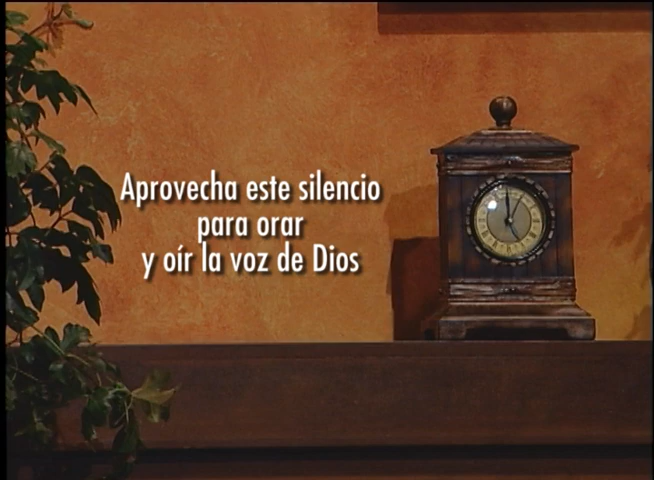 Aprovecha este silencio
para orar
y oír la voz de Dios